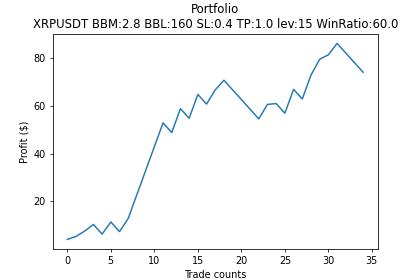 Portfolio
XRPUSDT BBM:2.8 BBL:160 SL:0.4 TP:1.0 lev:15 WinRatio:60.0
Profit ($)
80
60
40
20
0 5 10 15 20 25 30 35
Trade counts